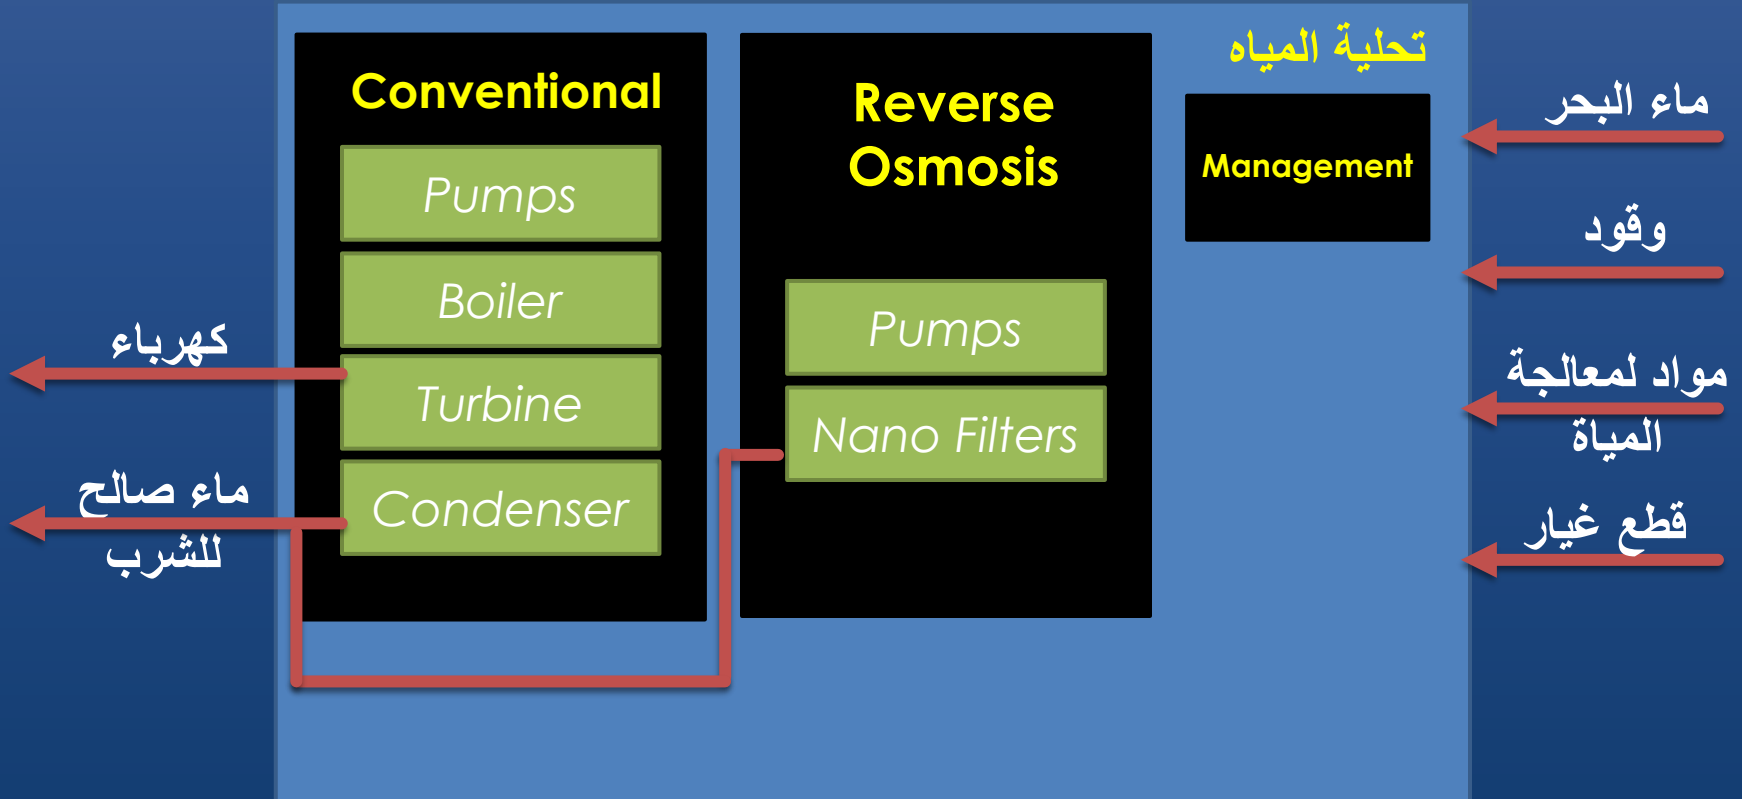 تحلية المياه
Conventional
Pumps
Boiler
Turbine
Condenser
Reverse
Osmosis
Pumps
Nano Filters
Management
ماء البحر
وقود
مواد لمعالجة
المياة
قطع غيار
كهرباء
ماء صالح
للشرب